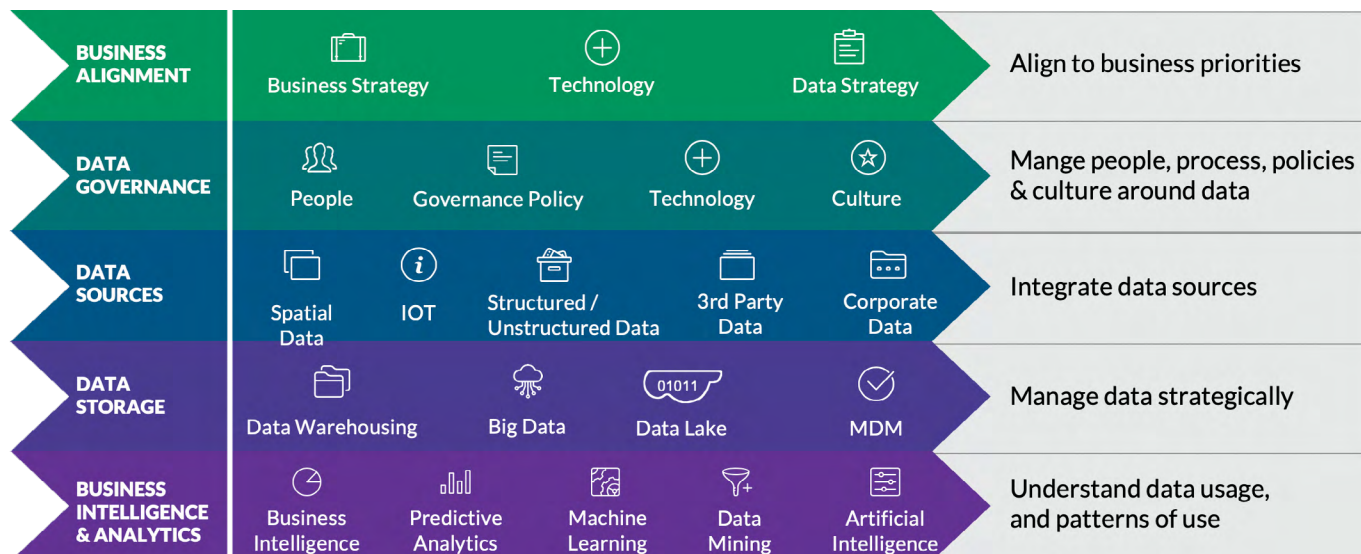 BUSINESS
ALIGNMENT
Business Strategy
Technology
Data Strategy
Align to business priorities
DATA
GOVERNANCE
People
Governance Policy
Technology
Culture
Mange people, process, policies
& culture around data
DATA
SOURCES
Spatial
Data
i
IOT
Structured /
Unstructured Data
3rd Party
Data
Corporate
Data
Integrate data sources
DATA
STORAGE
Data Warehousing
Big Data
01011
Data Lake
MDM
Manage data strategically
BUSINESS
INTELLIGENCE
& ANALYTICS
Business
Intelligence
Predictive
Analytics
Machine
Learning
Data
Mining
Artificial
Intelligence
Understand data usage,
and patterns of use